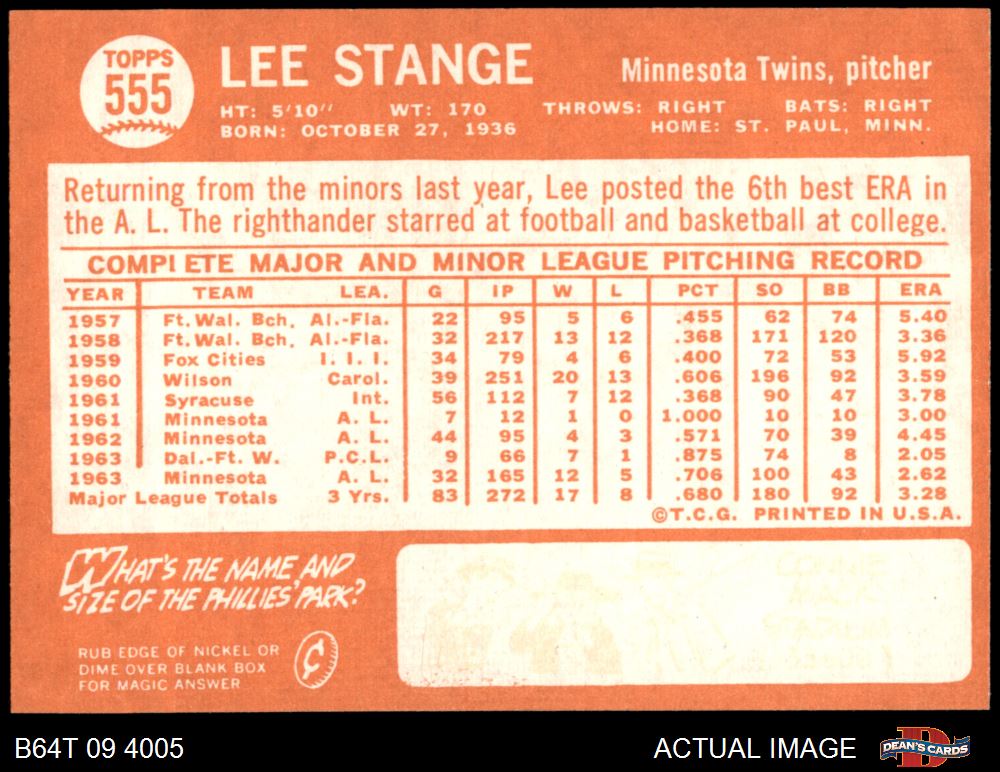 TOPPS
555
LEE STANGE
Minnesota Twins, pitcher
HT: 5'10" WT: 170 THROWS: RIGHT BATS: RIGHT
BORN: OCTOBER 27, 1936 HOME: ST. PAUL, MINN.
Returning from the minors last year, Lee posted the 6th best ERA in
the A. L. The righthander starred at football and basketball at college.
COMPLETE MAJOR AND MINOR LEAGUE PITCHING RECORD
YEAR TEAM LEA. G IP W L PCT SO BB ERA
1957 Ft. Wal. Bch. Al.-Fla. 22 95 5 6 .455 62 74 5.40
1958 Ft. Wal. Bch. Al.-Fla. 32 217 13 12 .368 171 120 3.36
1959 Fox Cities I. I. I. 34 79 4 6 .400 72 53 5.92
1960 Wilson Carol. 39 251 20 13 .606 196 92 3.59
1961 Syracuse Int. 56 112 7 12 .368 90 47 3.78
1961 Minnesota A. L. 7 12 1 0 1.000 10 10 3.00
1962 Minnesota A. L. 44 95 4 3 .571 70 39 4.45
1963 Dal.-Ft. W. P.C.L. 9 66 7 1 .875 74 8 2.05
1963 Minnesota A. L. 32 165 12 5 .706 100 43 2.62
Major League Totals 3 Yrs. 83 272 17 8 .680 180 92 3.28
©T.C.G. PRINTED IN U.S.A.
WHAT'S THE NAME AND
SIZE OF THE PHILLIES' PARK?
RUB EDGE OF NICKEL OR
DIME OVER BLANK BOX
FOR MAGIC ANSWER
¢
B64T 09 4005
ACTUAL IMAGE
DEAN'S CARDS